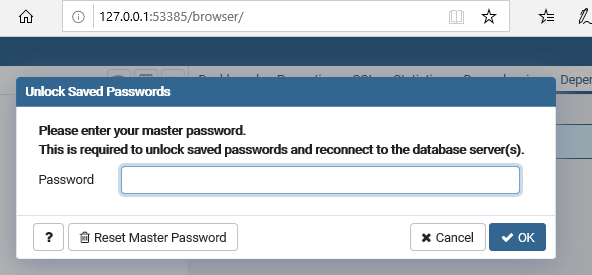 127.0.0.1:53385/browser/
Unlock Saved Passwords
Please enter your master password.
This is required to unlock saved passwords and reconnect to the database server(s).
Password
? Reset Master Password Cancel OK